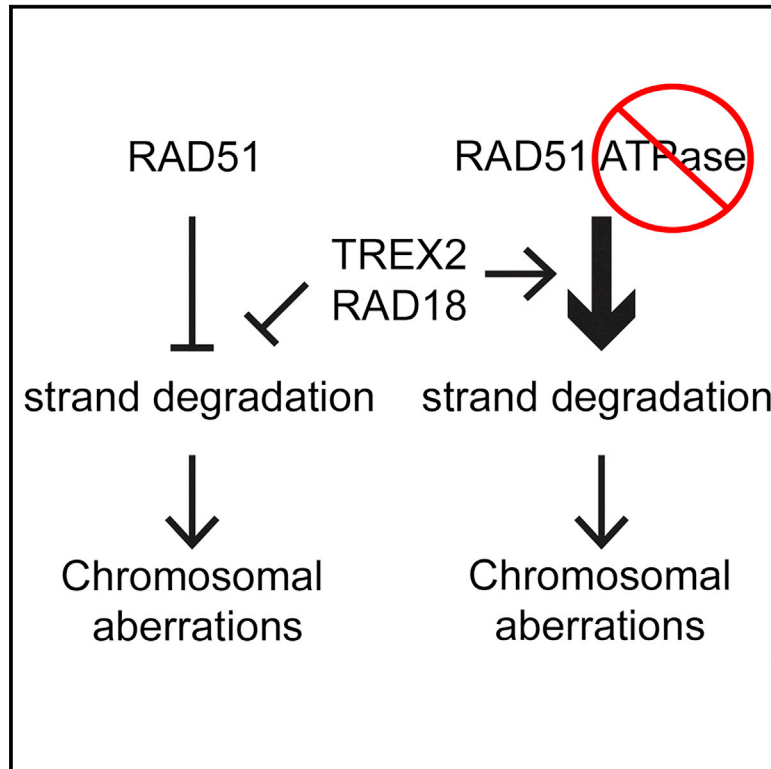 RAD51
RAD51 ATPase
TREX2
RAD18
strand degradation
strand degradation
Chromosomal
aberrations
Chromosomal
aberrations